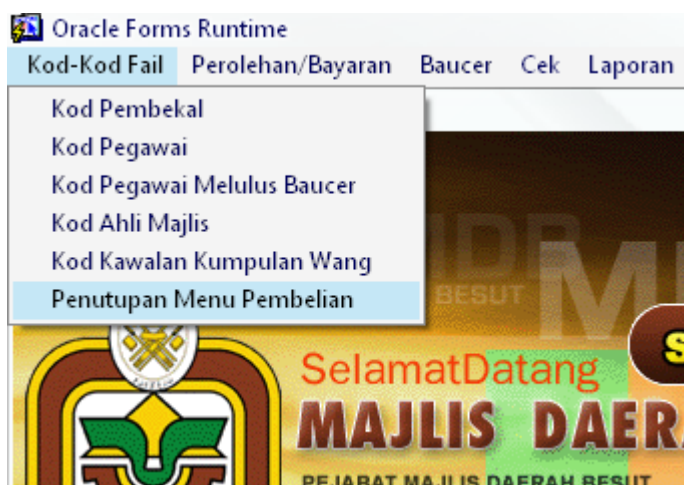 Oracle Forms Runtime
Kod-Kod Fail Perolehan/Bayaran Baucer Cek Laporan
Kod Pembekal
Kod Pegawai
Kod Pegawai Melulus Baucer
Kod Ahli Majlis
Kod Kawalan Kumpulan Wang
Penutupan Menu Pembelian
BESUT
SelamatDatang
MAJLIS DAERA
PEJABAT MAJLIS DAERAH BESUT